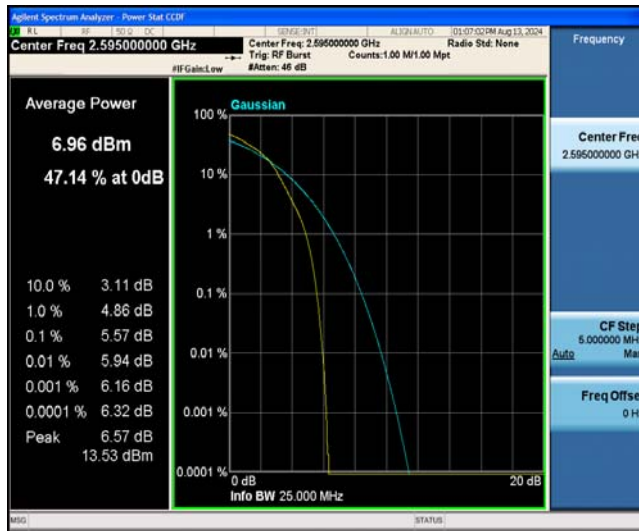 Agilent Spectrum Analyzer - Power Stat CCDF
RL RF 50 Ω DC SENSE:INT ALIGN AUTO 01:07:02 PM Aug 13, 2024
Center Freq 2.595000000 GHz
Center Freq: 2.595000000 GHz Radio Std: None
Trig: RF Burst Counts:1.00 M/1.00 Mpt
#IFGain:Low #Atten: 46 dB
Frequency
Average Power
6.96 dBm
47.14 % at 0dB
10.0 % 3.11 dB
1.0 % 4.86 dB
0.1 % 5.57 dB
0.01 % 5.94 dB
0.001 % 6.16 dB
0.0001 % 6.32 dB
Peak 6.57 dB
13.53 dBm
Gaussian
100 %
10 %
1 %
0.1 %
0.01 %
0.001 %
0.0001 %
0 dB 20 dB
Info BW 25.000 MHz
Center Fre
2.595000000 GH
CF Step
5.000000 MH
Auto Ma
Freq Offse
0 H
MSG STATUS